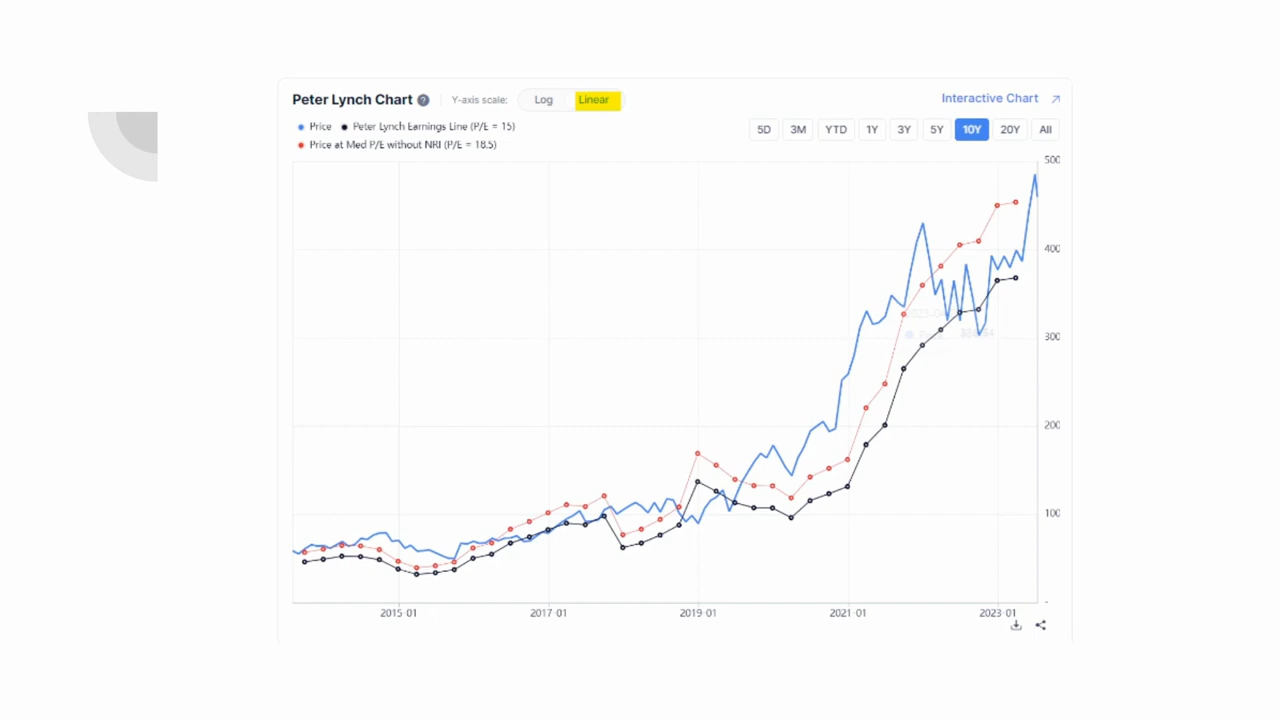 Peter Lynch Chart ? Y-axis scale: Log Linear Interactive Chart
Price Peter Lynch Earnings Line (P/E = 15)
5D 3M YTD 1Y 3Y 5Y 10Y 20Y All
Price at Med P/E without NRI (P/E = 18.5)
500
400
300
200
100
-
2015-01 2017-01 2019-01 2021-01 2023-01